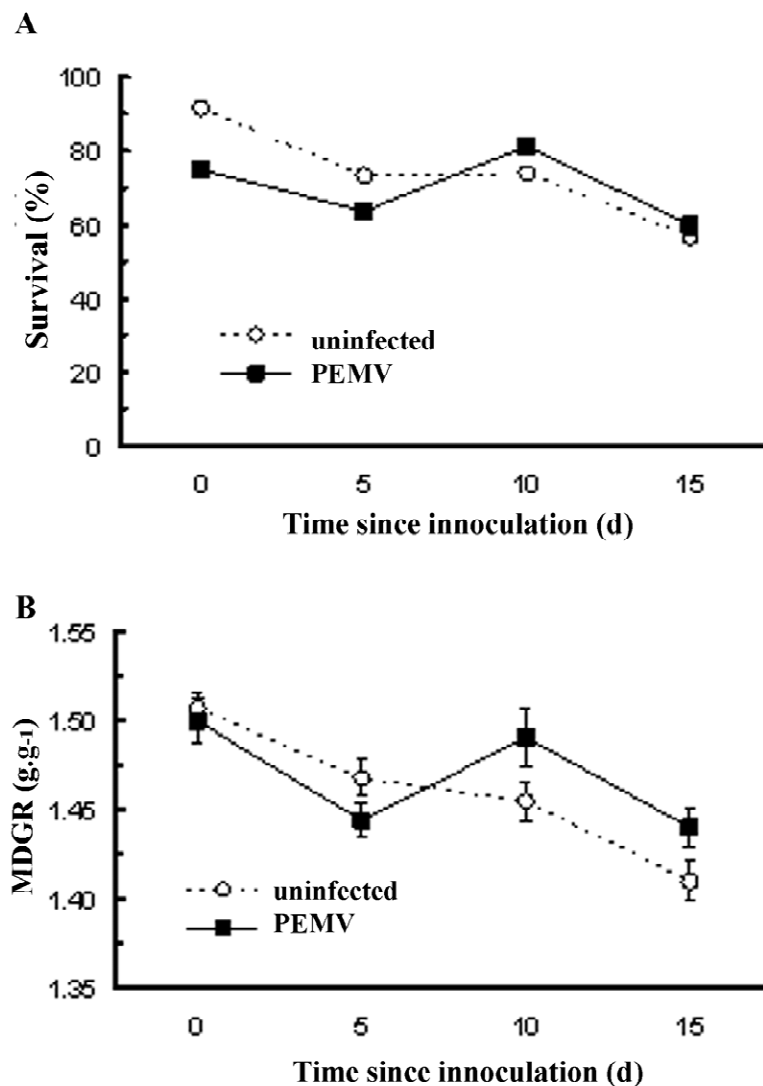 A
100
80
60
40
20
0
Survival (%)
uninfected
PEMV
0 5 10 15
Time since innoculation (d)
B
1.55
1.50
1.45
1.40
1.35
MDGR (g.g-1)
uninfected
PEMV
0 5 10 15
Time since innoculation (d)